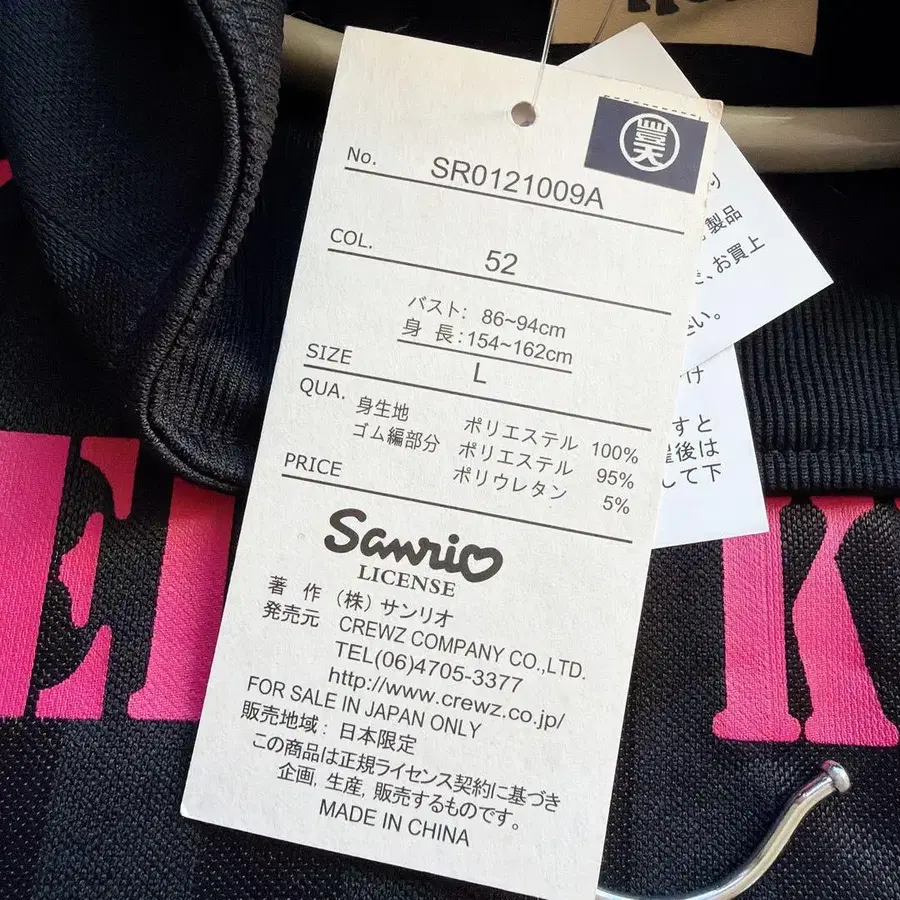 No. SR0121009A
COL. 52
バスト: 86~94cm
身 長:154~162cm
SIZE L
QUA. 身生地 ポリエステル 100%
ゴム編部分 ポリエステル 95%
ポリウレタン 5%
PRICE
Sanrio
LICENSE
著 作 (株) サンリオ
発売元 CREWZ COMPANY CO.,LTD.
TEL(06)4705-3377
http://www.crewz.co.jp/
FOR SALE IN JAPAN ONLY
販売地域: 日本限定
この商品は正規ライセンス契約に基づき
企画, 生産, 販売するものです。
MADE IN CHINA
製品
、お買上
さい。
け
すと
後は
して下
K